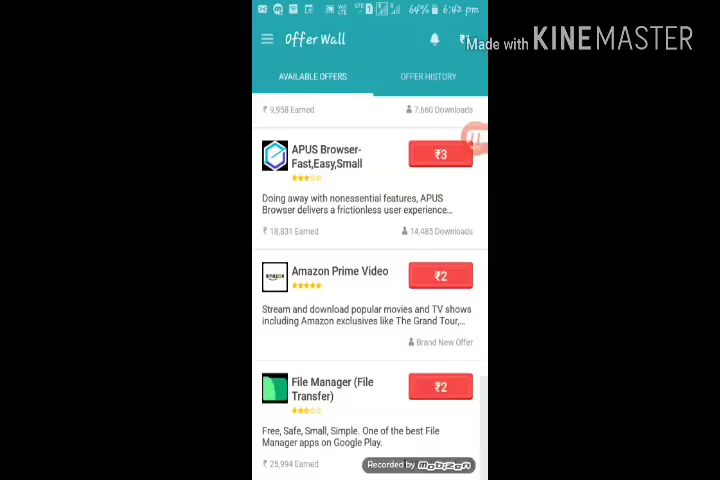 64% 6:42 pm
Offer Wall
Made with KINEMASTER
AVAILABLE OFFERS
OFFER HISTORY
₹ 9,958 Earned
7,660 Downloads
APUS Browser-
Fast,Easy,Small
₹3
Doing away with nonessential features, APUS
Browser delivers a frictionless user experience...
₹ 18,831 Earned
14,485 Downloads
Amazon Prime Video
₹2
Stream and download popular movies and TV shows
including Amazon exclusives like The Grand Tour,...
Brand New Offer
File Manager (File
Transfer)
₹2
Free, Safe, Small, Simple. One of the best File
Manager apps on Google Play.
₹ 25,994 Earned
Recorded by Mobizen